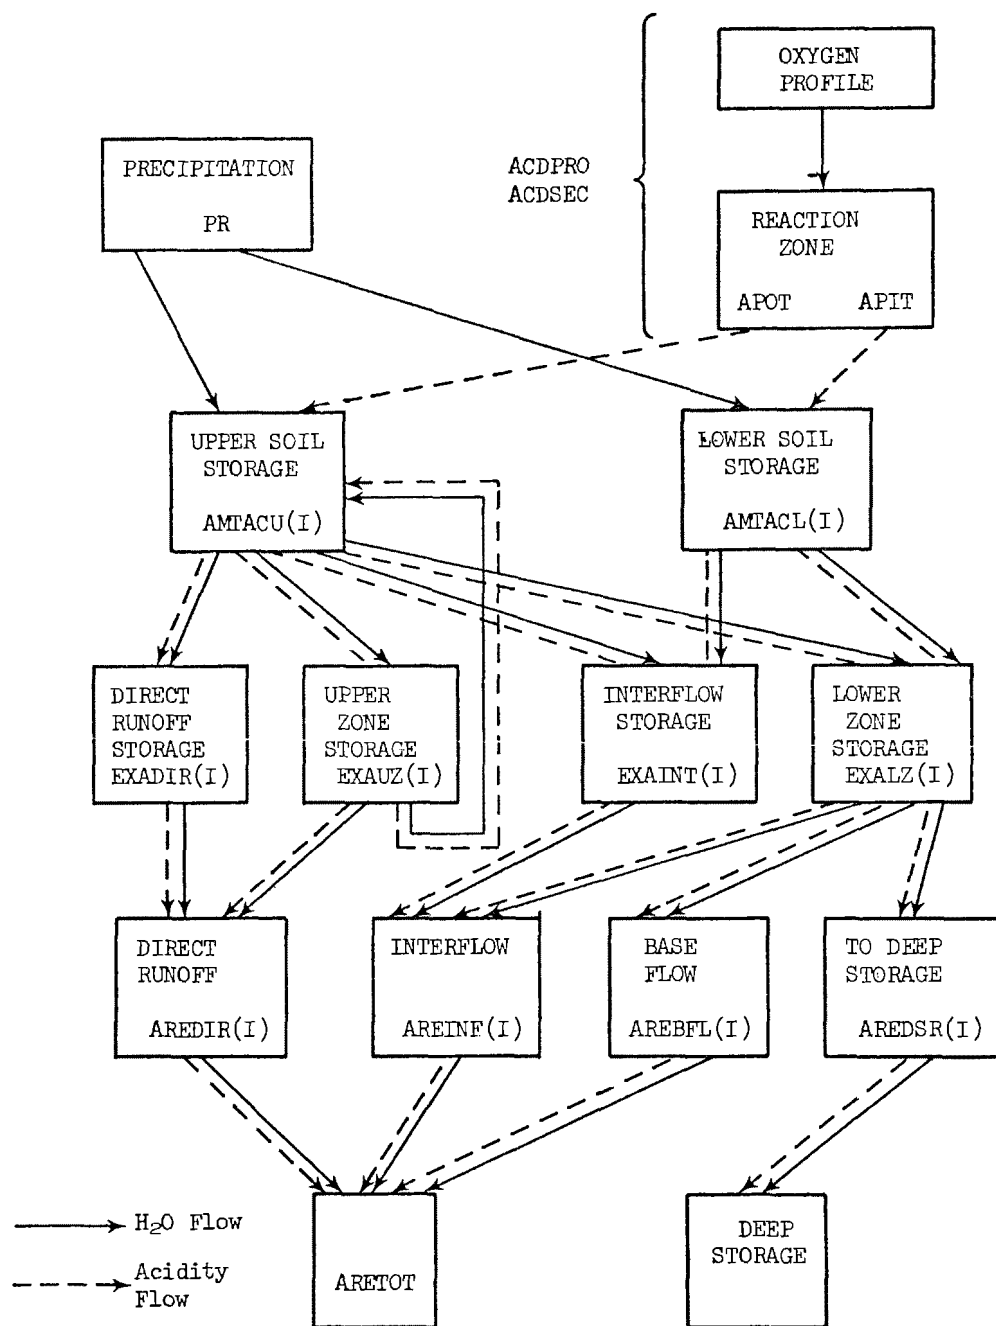 OXYGEN
PROFILE
PRECIPITATION
PR
ACDPRO
ACDSEC
REACTION
ZONE
APOT APIT
UPPER SOIL
STORAGE
AMTACU(I)
LOWER SOIL
STORAGE
AMTACL(I)
DIRECT
RUNOFF
STORAGE
EXADIR(I)
UPPER
ZONE
STORAGE
EXAUZ(I)
INTERFLOW
STORAGE
EXAINT(I)
LOWER
ZONE
STORAGE
EXALZ(I)
DIRECT
RUNOFF
AREDIR(I)
INTERFLOW
AREINF(I)
BASE
FLOW
AREBFL(I)
TO DEEP
STORAGE
AREDSR(I)
H₂O Flow
Acidity
Flow
ARETOT
DEEP
STORAGE